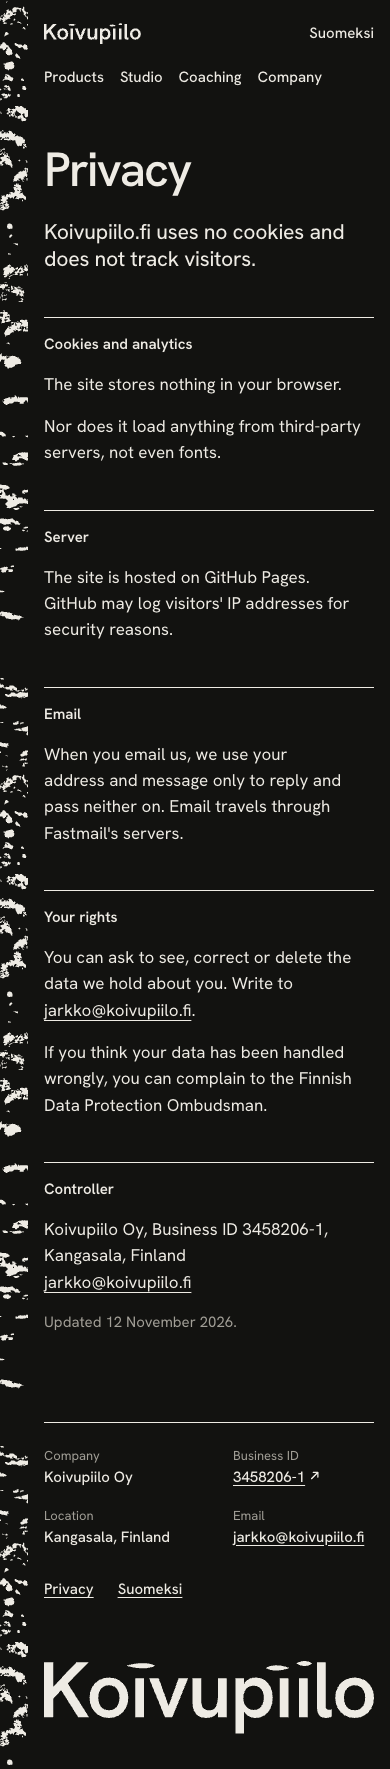 Koivupiilo
Suomeksi
Products Studio Coaching Company
Privacy
Koivupiilo.fi uses no cookies and
does not track visitors.
Cookies and analytics
The site stores nothing in your browser.
Nor does it load anything from third-party
servers, not even fonts.
Server
The site is hosted on GitHub Pages.
GitHub may log visitors' IP addresses for
security reasons.
Email
When you email us, we use your
address and message only to reply and
pass neither on. Email travels through
Fastmail's servers.
Your rights
You can ask to see, correct or delete the
data we hold about you. Write to
jarkko@koivupiilo.fi.
If you think your data has been handled
wrongly, you can complain to the Finnish
Data Protection Ombudsman.
Controller
Koivupiilo Oy, Business ID 3458206-1,
Kangasala, Finland
jarkko@koivupiilo.fi
Updated 12 November 2026.
Company
Koivupiilo Oy
Business ID
3458206-1 ↗
Location
Kangasala, Finland
Email
jarkko@koivupiilo.fi
Privacy Suomeksi
Koivupiilo